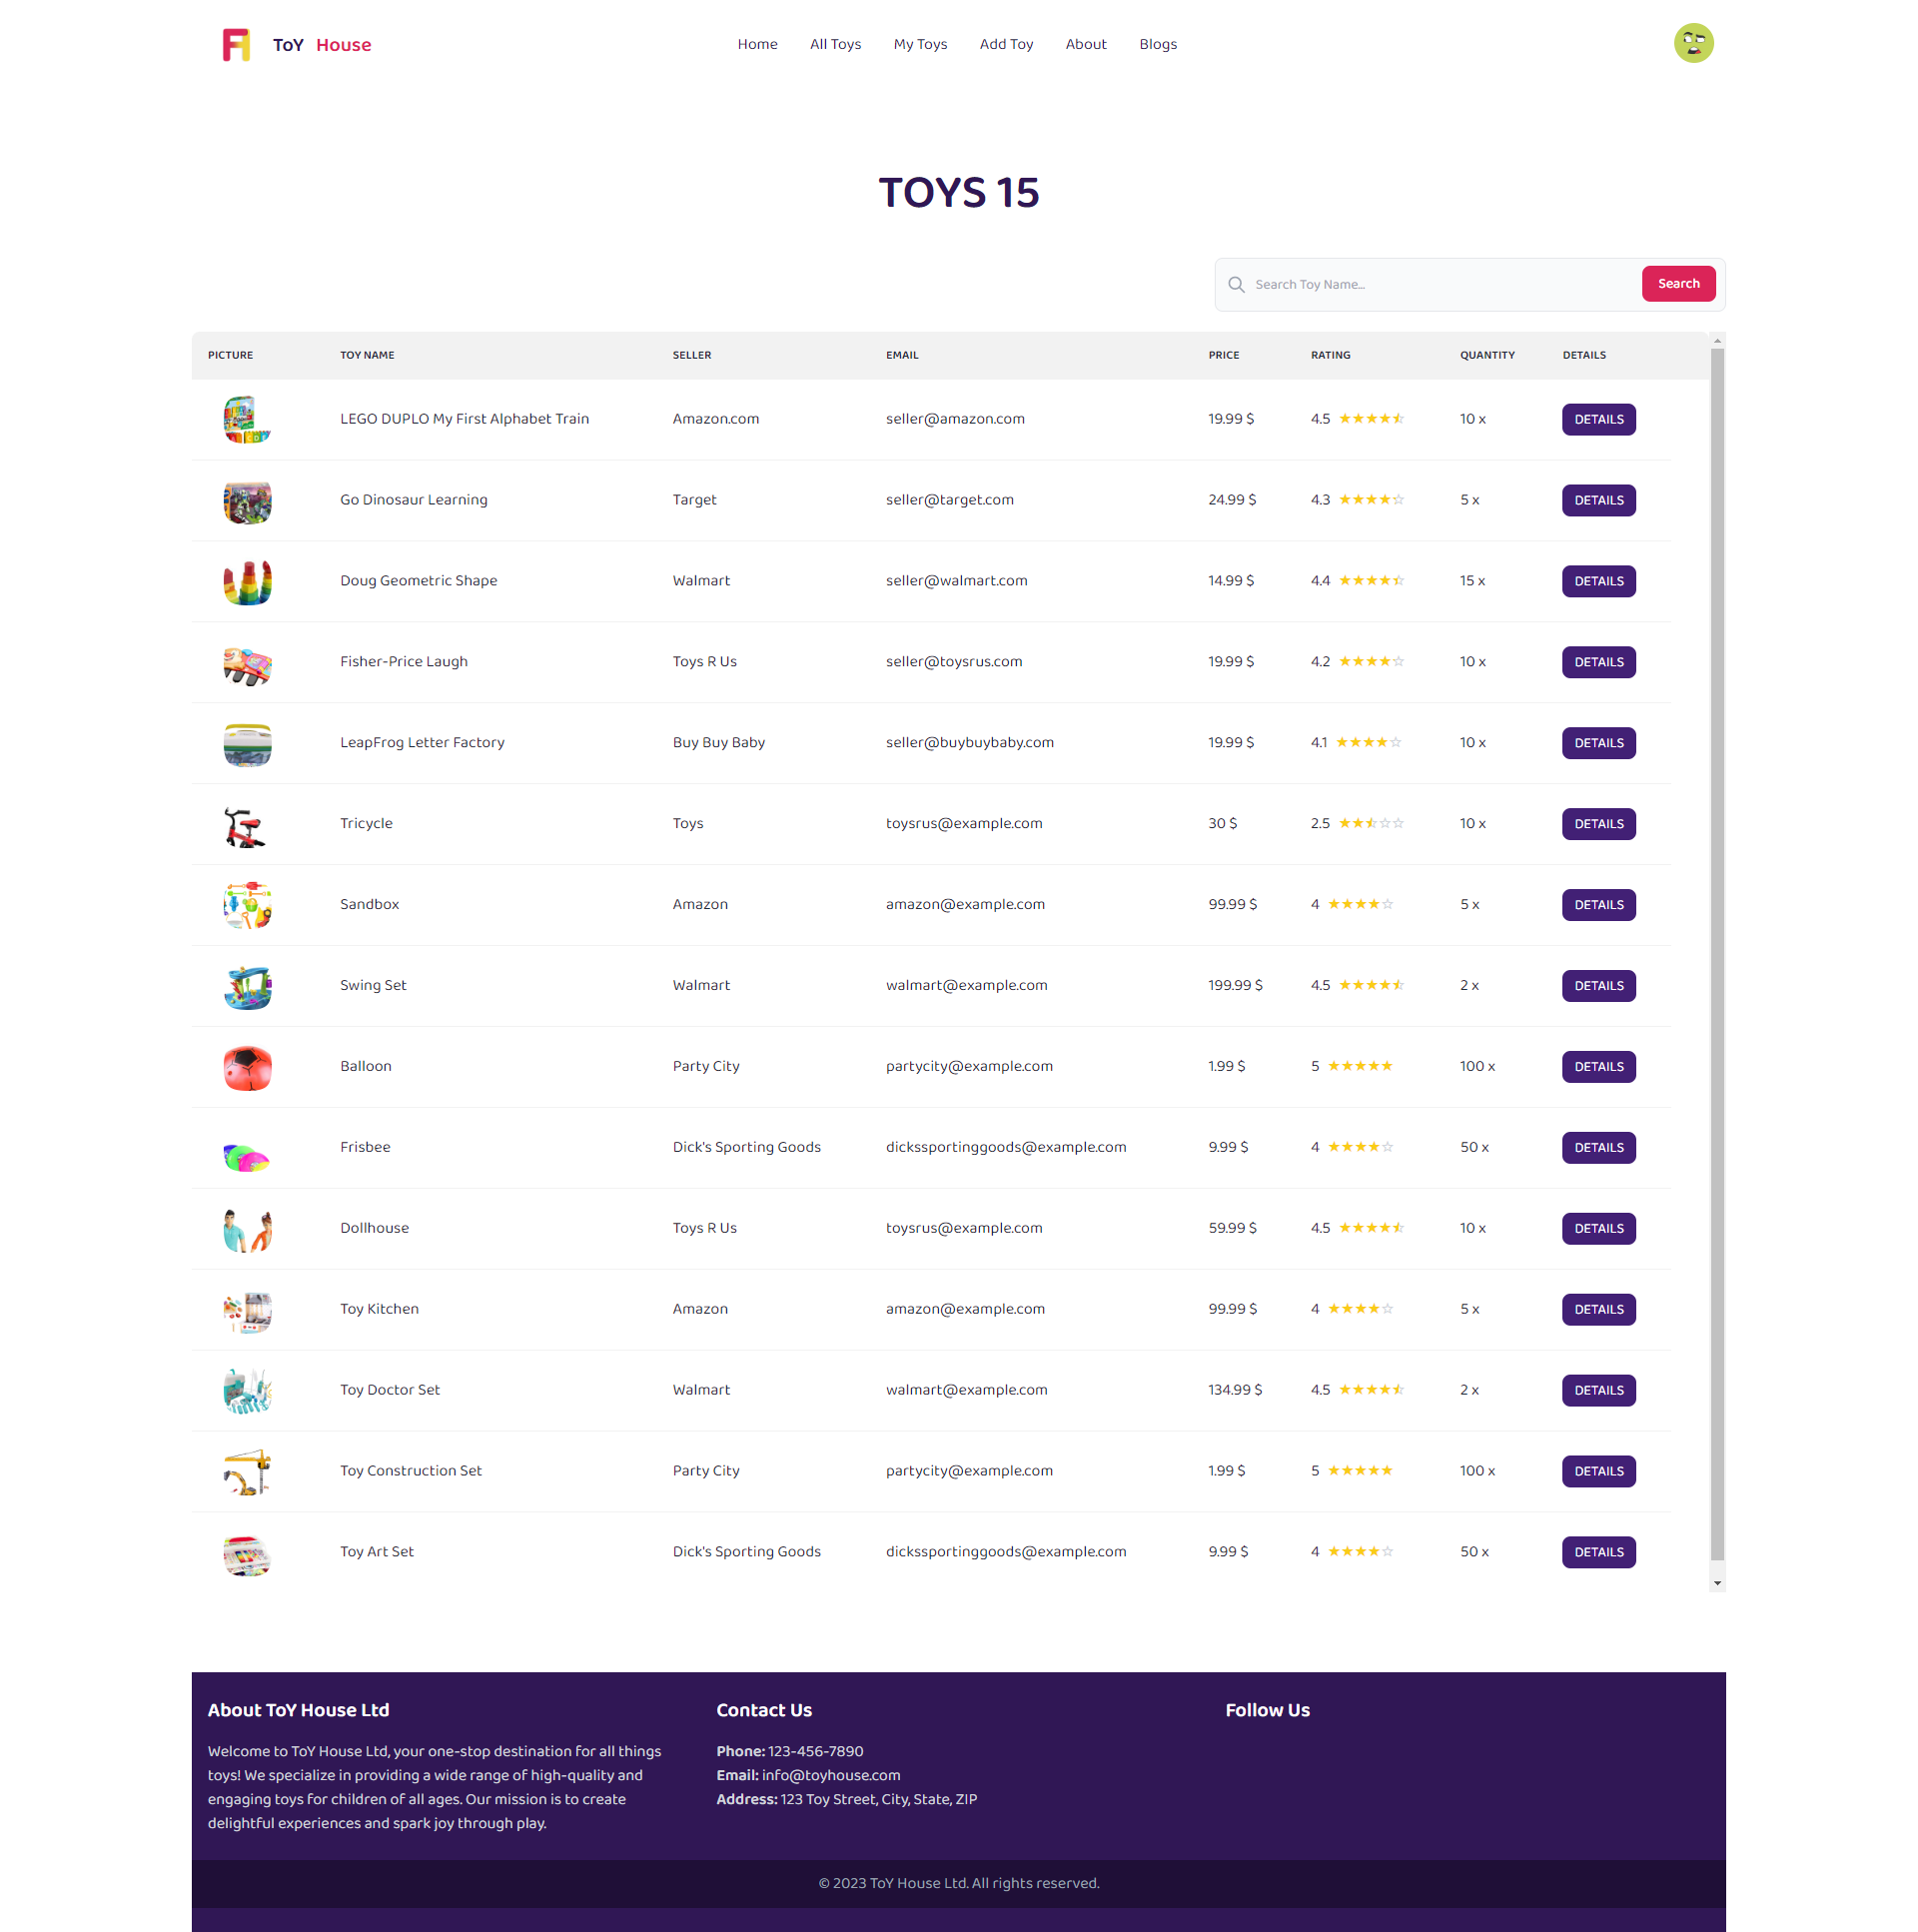 ToY House
Home All Toys My Toys Add Toy About Blogs
TOYS 15
Search Toy Name... Search
PICTURE TOY NAME SELLER EMAIL PRICE RATING QUANTITY DETAILS
LEGO DUPLO My First Alphabet Train Amazon.com seller@amazon.com 19.99 $ 4.5 10 x DETAILS
Go Dinosaur Learning Target seller@target.com 24.99 $ 4.3 5 x DETAILS
Doug Geometric Shape Walmart seller@walmart.com 14.99 $ 4.4 15 x DETAILS
Fisher-Price Laugh Toys R Us seller@toysrus.com 19.99 $ 4.2 10 x DETAILS
LeapFrog Letter Factory Buy Buy Baby seller@buybuybaby.com 19.99 $ 4.1 10 x DETAILS
Tricycle Toys toysrus@example.com 30 $ 2.5 10 x DETAILS
Sandbox Amazon amazon@example.com 99.99 $ 4 5 x DETAILS
Swing Set Walmart walmart@example.com 199.99 $ 4.5 2 x DETAILS
Balloon Party City partycity@example.com 1.99 $ 5 100 x DETAILS
Frisbee Dick's Sporting Goods dickssportinggoods@example.com 9.99 $ 4 50 x DETAILS
Dollhouse Toys R Us toysrus@example.com 59.99 $ 4.5 10 x DETAILS
Toy Kitchen Amazon amazon@example.com 99.99 $ 4 5 x DETAILS
Toy Doctor Set Walmart walmart@example.com 134.99 $ 4.5 2 x DETAILS
Toy Construction Set Party City partycity@example.com 1.99 $ 5 100 x DETAILS
Toy Art Set Dick's Sporting Goods dickssportinggoods@example.com 9.99 $ 4 50 x DETAILS
About ToY House Ltd
Welcome to ToY House Ltd, your one-stop destination for all things
toys! We specialize in providing a wide range of high-quality and
engaging toys for children of all ages. Our mission is to create
delightful experiences and spark joy through play.
Contact Us
Phone: 123-456-7890
Email: info@toyhouse.com
Address: 123 Toy Street, City, State, ZIP
Follow Us
© 2023 ToY House Ltd. All rights reserved.